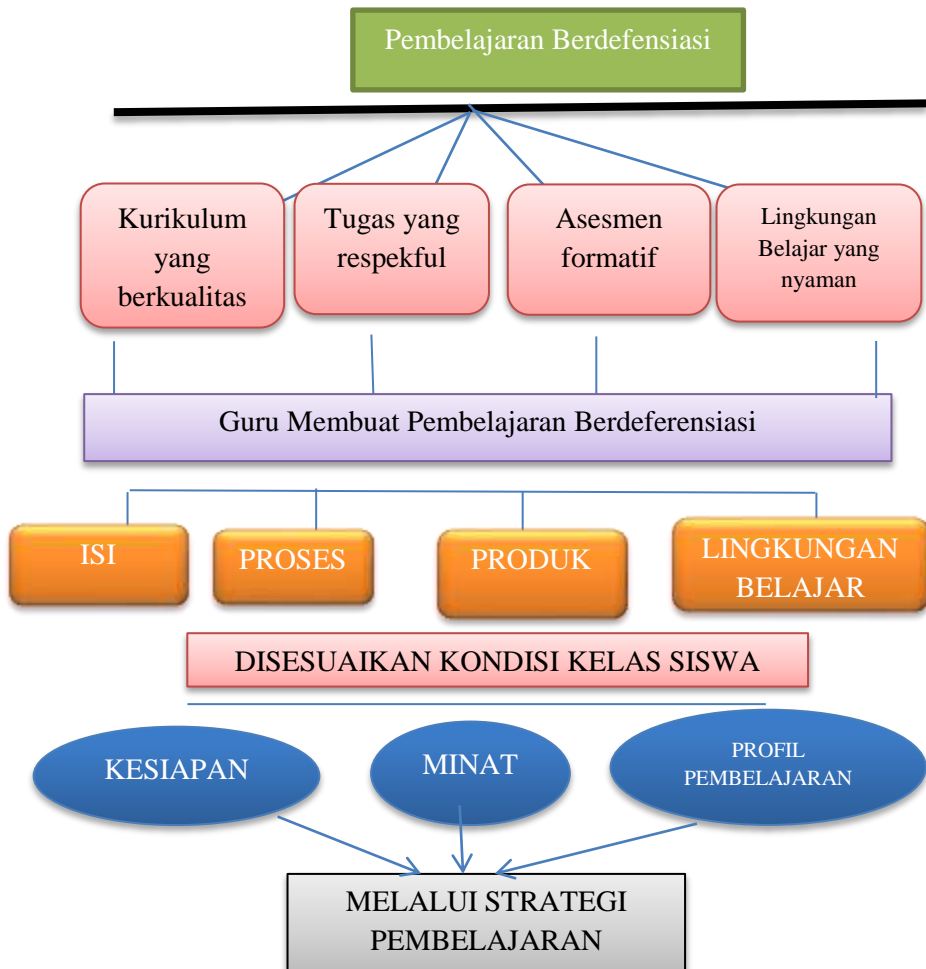 Pembelajaran Berdefensiasi
Kurikulum
yang
berkualitas
Tugas yang
respekful
Asesmen
formatif
Lingkungan
Belajar yang
nyaman
Guru Membuat Pembelajaran Berdeferensiasi
ISI
PROSES
PRODUK
LINGKUNGAN
BELAJAR
DISESUAIKAN KONDISI KELAS SISWA
KESIAPAN
MINAT
PROFIL
PEMBELAJARAN
MELALUI STRATEGI
PEMBELAJARAN